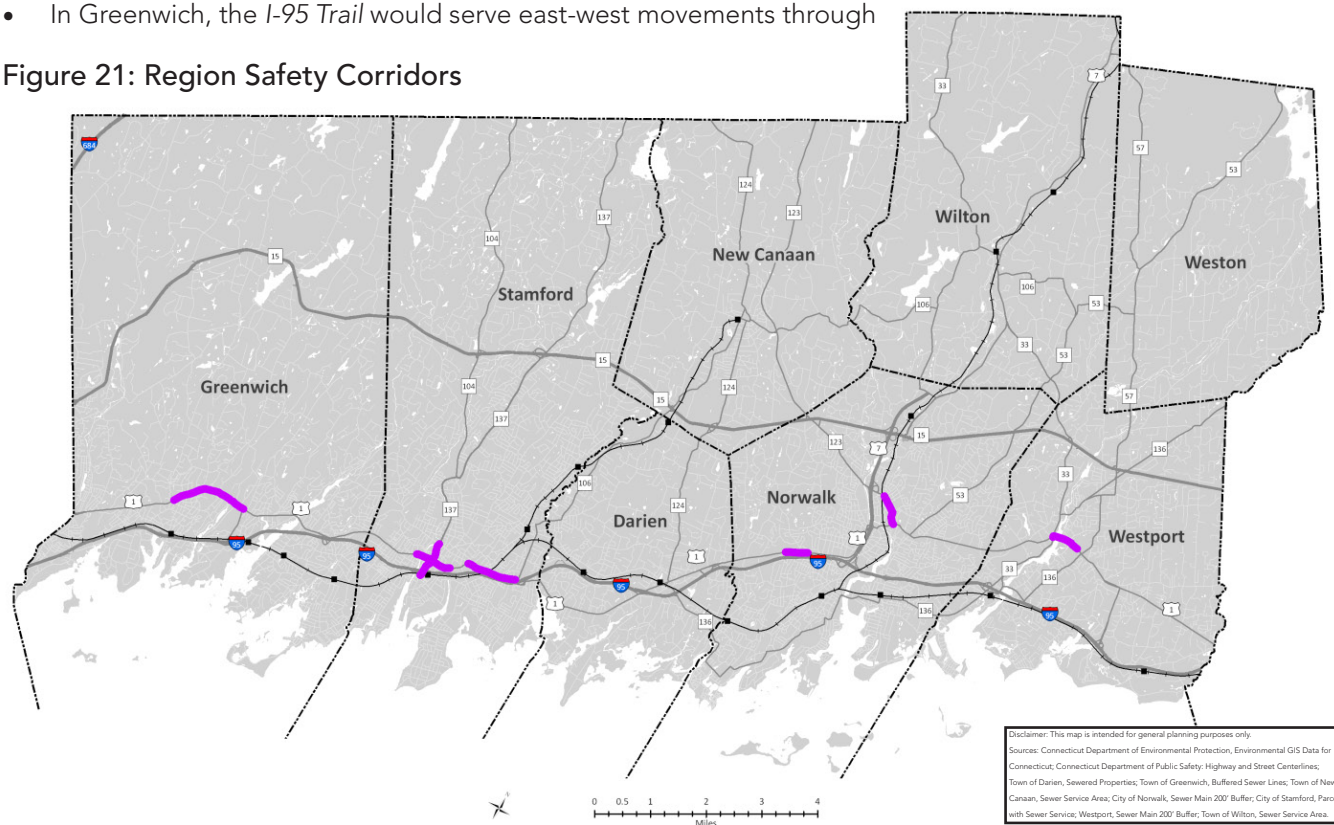 • In Greenwich, the I-95 Trail would serve east-west movements through
Figure 21: Region Safety Corridors
7
33
684
57
53
124
137
123
104
Wilton
15
New Canaan
Weston
Stamford
106
106
53
33
53
15
Greenwich
104
124
57
15
137
123
15
7
136
33
106
53
1
1
137
124
Norwalk
Darien
1
Westport
95
95
1
95
33
136
95
1
136
136
95
1
0 0.5 1 2 3 4
Miles
Disclaimer: This map is intended for general planning purposes only.
Sources: Connecticut Department of Environmental Protection, Environmental GIS Data for
Connecticut; Connecticut Department of Public Safety: Highway and Street Centerlines;
Town of Darien, Sewered Properties; Town of Greenwich, Buffered Sewer Lines; Town of New
Canaan, Sewer Service Area; City of Norwalk, Sewer Main 200' Buffer; City of Stamford, Parce
with Sewer Service; Westport, Sewer Main 200' Buffer; Town of Wilton, Sewer Service Area.